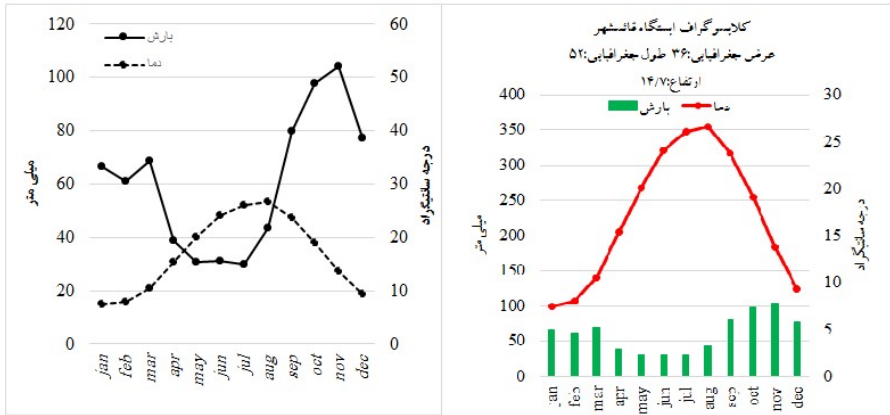 120
100
80
60
40
20
0
60
50
40
30
20
10
0
بارش
دما
میلی متر
درجه سانتیگراد
jan
feb
mar
apr
may
jun
jul
aug
sep
oct
nov
dec
کلایموگراف ایستگاه قائمشهر
عرض جغرافیایی:۳۶ طول جغرافیایی:۵۲
ارتفاع:۱۴/۷
بارش
دما
400
350
300
250
200
150
100
50
0
30
25
20
15
10
5
0
میلی متر
درجه سانتیگراد
jan
feb
mar
apr
may
jun
jul
aug
sep
oct
nov
dec